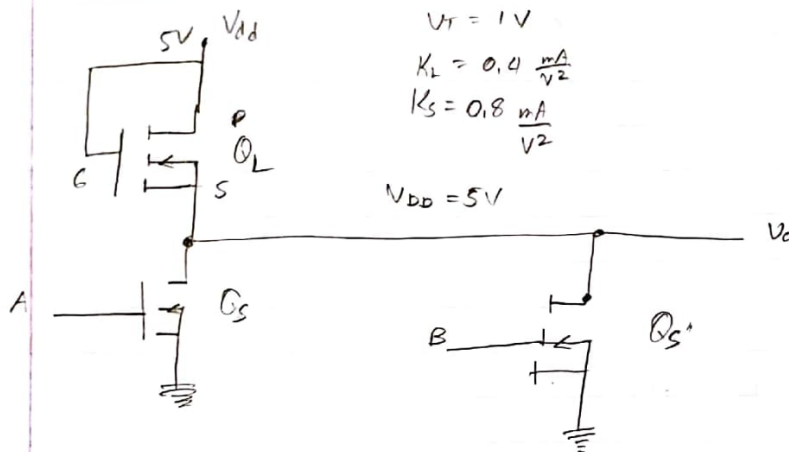 5V Vdd
VT = 1V
KL = 0,4 mA/V²
KS = 0,8 mA/V²
D
QL
G
S
VDD = 5V
Vo
A
QS
B
QS'